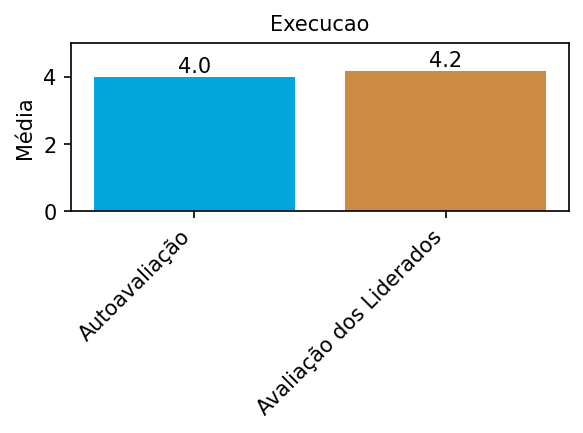 Execucao
Média
4
2
0
4.0
4.2
Autoavaliação
Avaliação dos Liderados